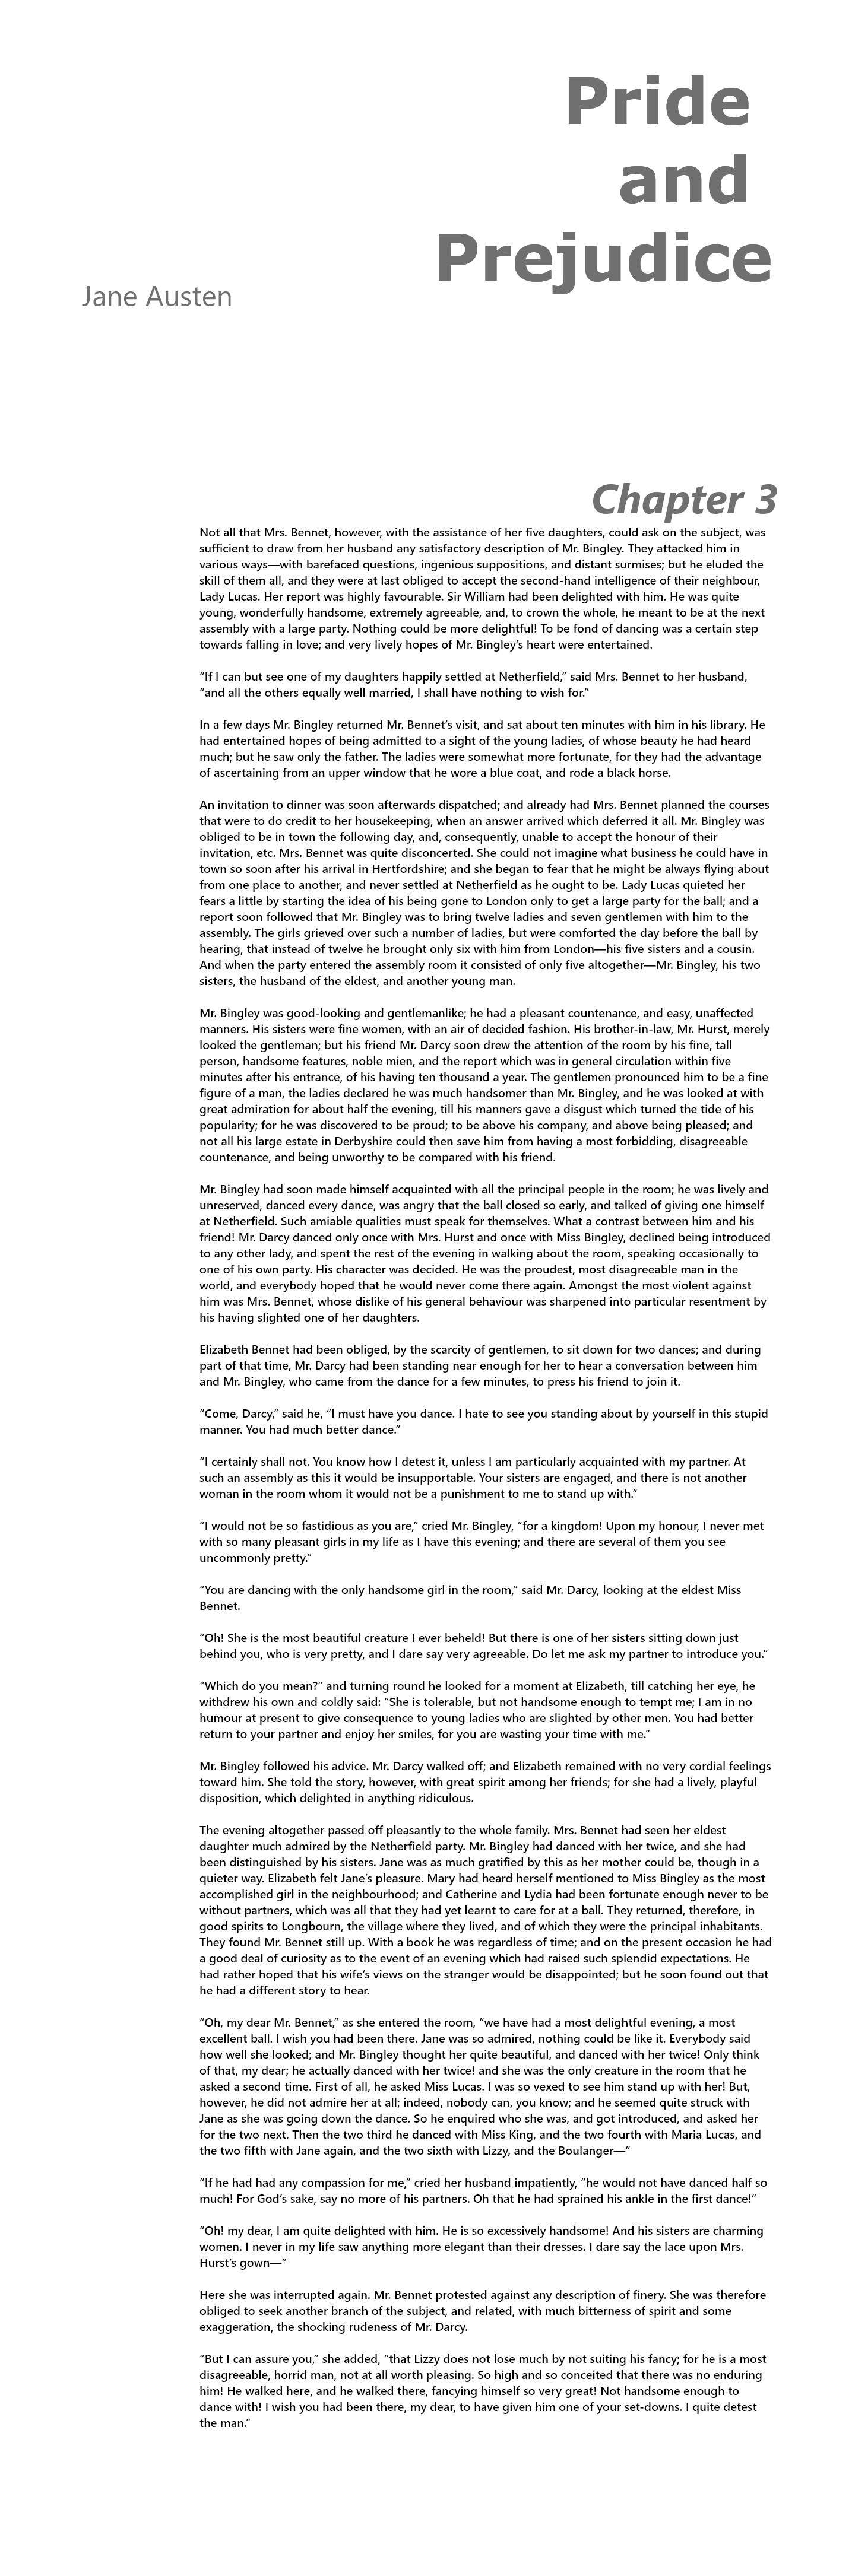 Pride
and
Prejudice
Jane Austen
Chapter 3
Not all that Mrs. Bennet, however, with the assistance of her five daughters, could ask on the subject, was
sufficient to draw from her husband any satisfactory description of Mr. Bingley. They attacked him in
various ways—with barefaced questions, ingenious suppositions, and distant surmises; but he eluded the
skill of them all, and they were at last obliged to accept the second-hand intelligence of their neighbour,
Lady Lucas. Her report was highly favourable. Sir William had been delighted with him. He was quite
young, wonderfully handsome, extremely agreeable, and, to crown the whole, he meant to be at the next
assembly with a large party. Nothing could be more delightful! To be fond of dancing was a certain step
towards falling in love; and very lively hopes of Mr. Bingley’s heart were entertained.
“If I can but see one of my daughters happily settled at Netherfield,” said Mrs. Bennet to her husband,
“and all the others equally well married, I shall have nothing to wish for.”
In a few days Mr. Bingley returned Mr. Bennet’s visit, and sat about ten minutes with him in his library. He
had entertained hopes of being admitted to a sight of the young ladies, of whose beauty he had heard
much; but he saw only the father. The ladies were somewhat more fortunate, for they had the advantage
of ascertaining from an upper window that he wore a blue coat, and rode a black horse.
An invitation to dinner was soon afterwards dispatched; and already had Mrs. Bennet planned the courses
that were to do credit to her housekeeping, when an answer arrived which deferred it all. Mr. Bingley was
obliged to be in town the following day, and, consequently, unable to accept the honour of their
invitation, etc. Mrs. Bennet was quite disconcerted. She could not imagine what business he could have in
town so soon after his arrival in Hertfordshire; and she began to fear that he might be always flying about
from one place to another, and never settled at Netherfield as he ought to be. Lady Lucas quieted her
fears a little by starting the idea of his being gone to London only to get a large party for the ball; and a
report soon followed that Mr. Bingley was to bring twelve ladies and seven gentlemen with him to the
assembly. The girls grieved over such a number of ladies, but were comforted the day before the ball by
hearing, that instead of twelve he brought only six with him from London—his five sisters and a cousin.
And when the party entered the assembly room it consisted of only five altogether—Mr. Bingley, his two
sisters, the husband of the eldest, and another young man.
Mr. Bingley was good-looking and gentlemanlike; he had a pleasant countenance, and easy, unaffected
manners. His sisters were fine women, with an air of decided fashion. His brother-in-law, Mr. Hurst, merely
looked the gentleman; but his friend Mr. Darcy soon drew the attention of the room by his fine, tall
person, handsome features, noble mien, and the report which was in general circulation within five
minutes after his entrance, of his having ten thousand a year. The gentlemen pronounced him to be a fine
figure of a man, the ladies declared he was much handsomer than Mr. Bingley, and he was looked at with
great admiration for about half the evening, till his manners gave a disgust which turned the tide of his
popularity; for he was discovered to be proud; to be above his company, and above being pleased; and
not all his large estate in Derbyshire could then save him from having a most forbidding, disagreeable
countenance, and being unworthy to be compared with his friend.
Mr. Bingley had soon made himself acquainted with all the principal people in the room; he was lively and
unreserved, danced every dance, was angry that the ball closed so early, and talked of giving one himself
at Netherfield. Such amiable qualities must speak for themselves. What a contrast between him and his
friend! Mr. Darcy danced only once with Mrs. Hurst and once with Miss Bingley, declined being introduced
to any other lady, and spent the rest of the evening in walking about the room, speaking occasionally to
one of his own party. His character was decided. He was the proudest, most disagreeable man in the
world, and everybody hoped that he would never come there again. Amongst the most violent against
him was Mrs. Bennet, whose dislike of his general behaviour was sharpened into particular resentment by
his having slighted one of her daughters.
Elizabeth Bennet had been obliged, by the scarcity of gentlemen, to sit down for two dances; and during
part of that time, Mr. Darcy had been standing near enough for her to hear a conversation between him
and Mr. Bingley, who came from the dance for a few minutes, to press his friend to join it.
“Come, Darcy,” said he, “I must have you dance. I hate to see you standing about by yourself in this stupid
manner. You had much better dance.”
“I certainly shall not. You know how I detest it, unless I am particularly acquainted with my partner. At
such an assembly as this it would be insupportable. Your sisters are engaged, and there is not another
woman in the room whom it would not be a punishment to me to stand up with.”
“I would not be so fastidious as you are,” cried Mr. Bingley, “for a kingdom! Upon my honour, I never met
with so many pleasant girls in my life as I have this evening; and there are several of them you see
uncommonly pretty.”
“You are dancing with the only handsome girl in the room,” said Mr. Darcy, looking at the eldest Miss
Bennet.
“Oh! She is the most beautiful creature I ever beheld! But there is one of her sisters sitting down just
behind you, who is very pretty, and I dare say very agreeable. Do let me ask my partner to introduce you.”
“Which do you mean?” and turning round he looked for a moment at Elizabeth, till catching her eye, he
withdrew his own and coldly said: “She is tolerable, but not handsome enough to tempt me; I am in no
humour at present to give consequence to young ladies who are slighted by other men. You had better
return to your partner and enjoy her smiles, for you are wasting your time with me.”
Mr. Bingley followed his advice. Mr. Darcy walked off; and Elizabeth remained with no very cordial feelings
toward him. She told the story, however, with great spirit among her friends; for she had a lively, playful
disposition, which delighted in anything ridiculous.
The evening altogether passed off pleasantly to the whole family. Mrs. Bennet had seen her eldest
daughter much admired by the Netherfield party. Mr. Bingley had danced with her twice, and she had
been distinguished by his sisters. Jane was as much gratified by this as her mother could be, though in a
quieter way. Elizabeth felt Jane’s pleasure. Mary had heard herself mentioned to Miss Bingley as the most
accomplished girl in the neighbourhood; and Catherine and Lydia had been fortunate enough never to be
without partners, which was all that they had yet learnt to care for at a ball. They returned, therefore, in
good spirits to Longbourn, the village where they lived, and of which they were the principal inhabitants.
They found Mr. Bennet still up. With a book he was regardless of time; and on the present occasion he had
a good deal of curiosity as to the event of an evening which had raised such splendid expectations. He
had rather hoped that his wife’s views on the stranger would be disappointed; but he soon found out that
he had a different story to hear.
“Oh, my dear Mr. Bennet,” as she entered the room, “we have had a most delightful evening, a most
excellent ball. I wish you had been there. Jane was so admired, nothing could be like it. Everybody said
how well she looked; and Mr. Bingley thought her quite beautiful, and danced with her twice! Only think
of that, my dear; he actually danced with her twice! and she was the only creature in the room that he
asked a second time. First of all, he asked Miss Lucas. I was so vexed to see him stand up with her! But,
however, he did not admire her at all; indeed, nobody can, you know; and he seemed quite struck with
Jane as she was going down the dance. So he enquired who she was, and got introduced, and asked her
for the two next. Then the two third he danced with Miss King, and the two fourth with Maria Lucas, and
the two fifth with Jane again, and the two sixth with Lizzy, and the Boulanger—”
“If he had had any compassion for me,” cried her husband impatiently, “he would not have danced half so
much! For God’s sake, say no more of his partners. Oh that he had sprained his ankle in the first dance!”
“Oh! my dear, I am quite delighted with him. He is so excessively handsome! And his sisters are charming
women. I never in my life saw anything more elegant than their dresses. I dare say the lace upon Mrs.
Hurst’s gown—”
Here she was interrupted again. Mr. Bennet protested against any description of finery. She was therefore
obliged to seek another branch of the subject, and related, with much bitterness of spirit and some
exaggeration, the shocking rudeness of Mr. Darcy.
“But I can assure you,” she added, “that Lizzy does not lose much by not suiting his fancy; for he is a most
disagreeable, horrid man, not at all worth pleasing. So high and so conceited that there was no enduring
him! He walked here, and he walked there, fancying himself so very great! Not handsome enough to
dance with! I wish you had been there, my dear, to have given him one of your set-downs. I quite detest
the man.”